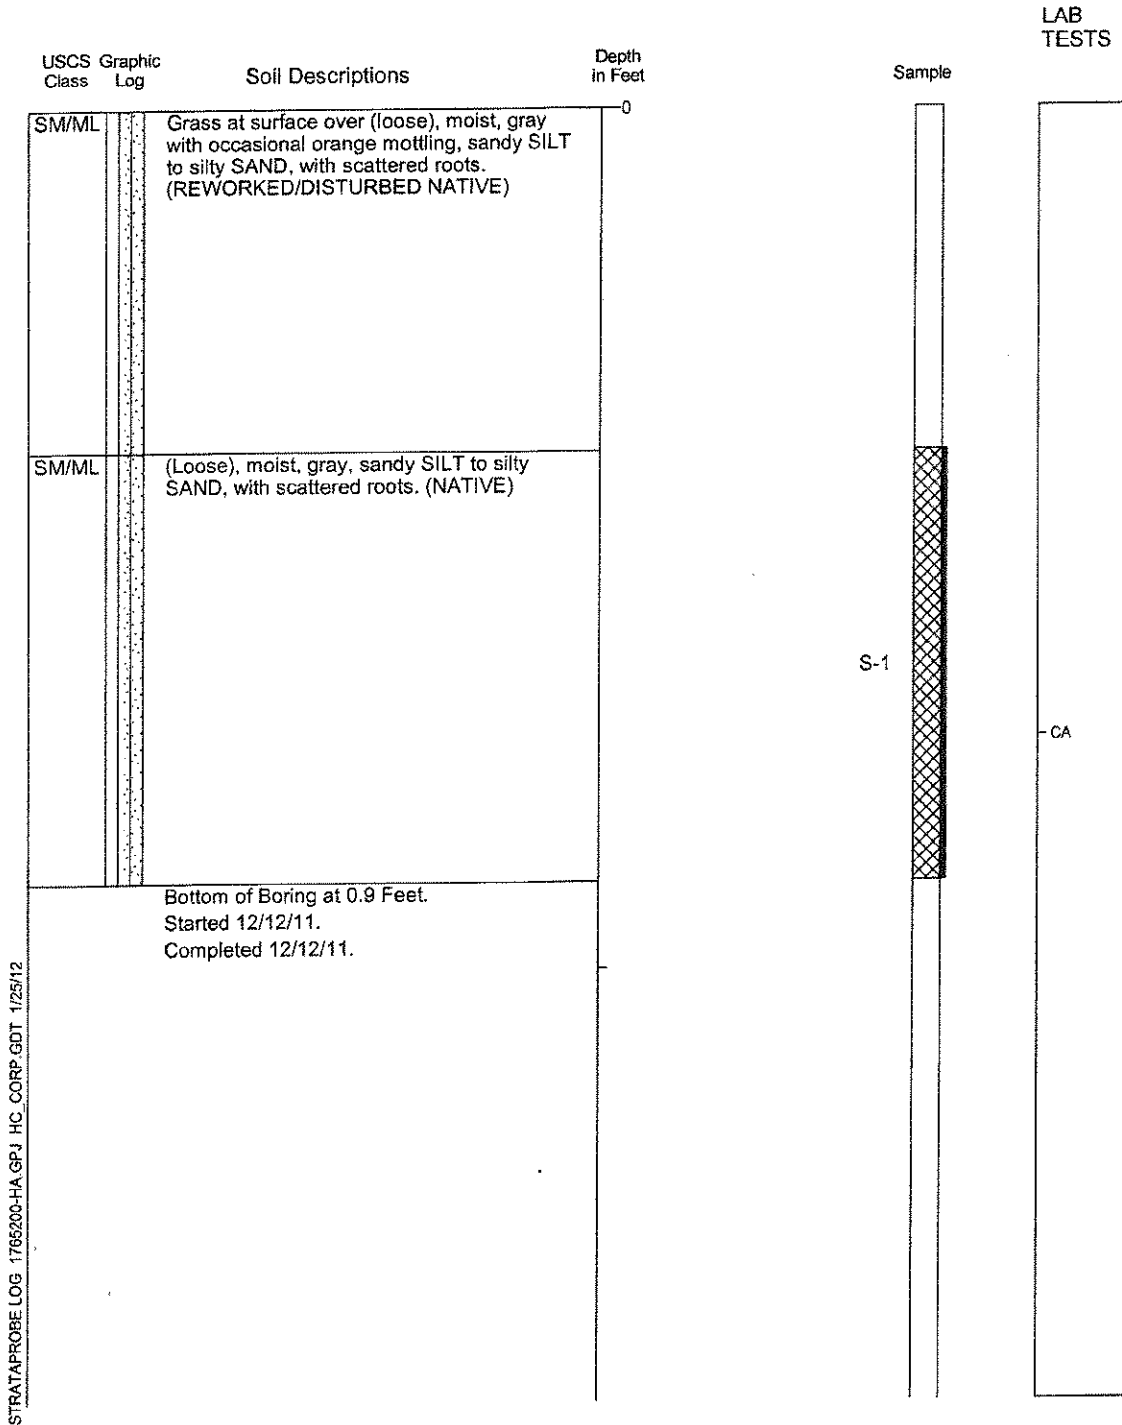 LAB
TESTS
USCS Graphic
Class Log
Soil Descriptions
Depth
in Feet
Sample
0
SM/ML
Grass at surface over (loose), moist, gray
with occasional orange mottling, sandy SILT
to silty SAND, with scattered roots.
(REWORKED/DISTURBED NATIVE)
SM/ML
(Loose), moist, gray, sandy SILT to silty
SAND, with scattered roots. (NATIVE)
S-1
CA
Bottom of Boring at 0.9 Feet.
Started 12/12/11.
Completed 12/12/11.
STRATAPROBE LOG 1765200-HA.GPJ HC_CORP.GDT 1/25/12